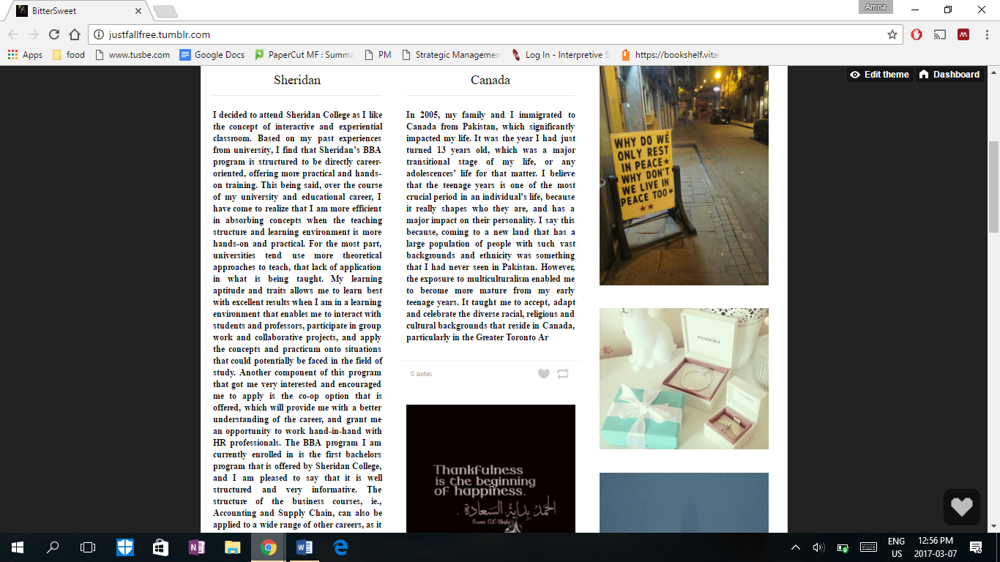 BitterSweet
Amna
justfallfree.tumblr.com
Apps
food
www.tusbe.com
Google Docs
PaperCut MF : Summa
PM
Strategic Managemen
Log In - Interpretive S
https://bookshelf.vital
Edit theme
Dashboard
Sheridan
I decided to attend Sheridan College as I like
the concept of interactive and experiential
classroom. Based on my past experiences
from university, I find that Sheridan's BBA
program is structured to be directly career-
oriented, offering more practical and hands-
on training. This being said, over the course
of my university and educational career, I
have come to realize that I am more efficient
in absorbing concepts when the teaching
structure and learning environment is more
hands-on and practical. For the most part,
universities tend use more theoretical
approaches to teach, that lack of application
in what is being taught. My learning
aptitude and traits allows me to learn best
with excellent results when I am in a learning
environment that enables me to interact with
students and professors, participate in group
work and collaborative projects, and apply
the concepts and practicum onto situations
that could potentially be faced in the field of
study. Another component of this program
that got me very interested and encouraged
me to apply is the co-op option that is
offered, which will provide me with a better
understanding of the career, and grant me
an opportunity to work hand-in-hand with
HR professionals. The BBA program I am
currently enrolled in is the first bachelors
program that is offered by Sheridan College,
and I am pleased to say that it is well
structured and very informative. The
structure of the business courses, ie.,
Accounting and Supply Chain, can also be
applied to a wide range of other careers, as it
Canada
In 2005, my family and I immigrated to
Canada from Pakistan, which significantly
impacted my life. It was the year I had just
turned 13 years old, which was a major
transitional stage of my life, or any
adolescences' life for that matter. I believe
that the teenage years is one of the most
crucial period in an individual's life, because
it really shapes who they are, and has a
major impact on their personality. I say this
because, coming to a new land that has a
large population of people with such vast
backgrounds and ethnicity was something
that I had never seen in Pakistan. However,
the exposure to multiculturalism enabled me
to become more mature from my early
teenage years. It taught me to accept, adapt
and celebrate the diverse racial, religious and
cultural backgrounds that reside in Canada,
particularly in the Greater Toronto Ar
0 notes
Thankfulness
is the beginning
of happiness.
الحمد بداية السعادة
WHY DO WE
ONLY REST
IN PEACE★
WHY DON'T
WE LIVE IN
PEACE TOO★
★★
PANDORA
ENG
US
12:56 PM
2017-03-07